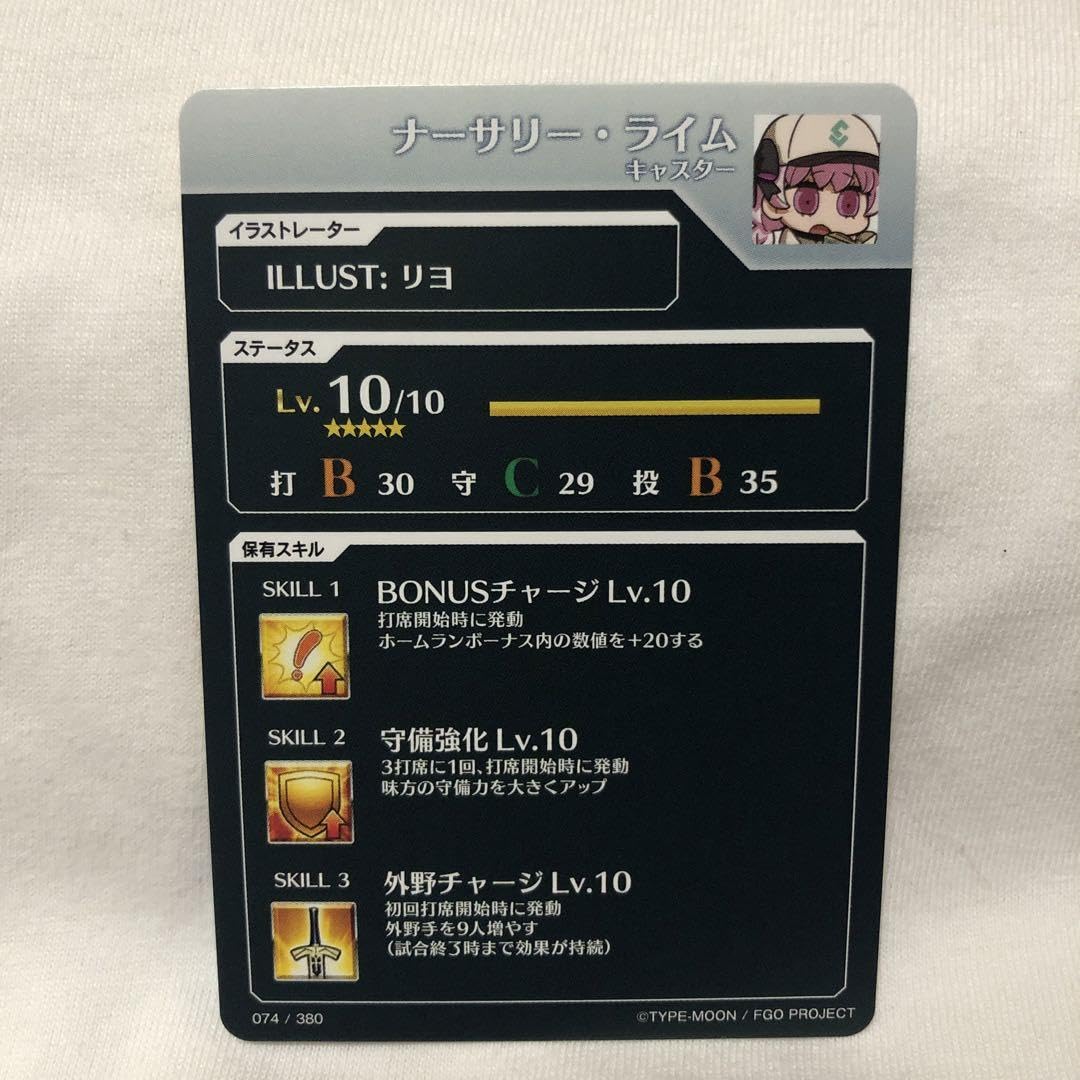 ナーサリー・ライム
キャスター
イラストレーター
ILLUST: リヨ
ステータス
Lv. 10/10
★★★★★
打 B 30 守 C 29 投 B 35
保有スキル
SKILL 1 BONUSチャージ Lv.10
打席開始時に発動
ホームランボーナス内の数値を+20する
SKILL 2 守備強化 Lv.10
3打席に1回、打席開始時に発動
味方の守備力を大きくアップ
SKILL 3 外野チャージ Lv.10
初回打席開始時に発動
外野手を9人増やす
(試合終了時まで効果が持続)
074 / 380 ©TYPE-MOON / FGO PROJECT